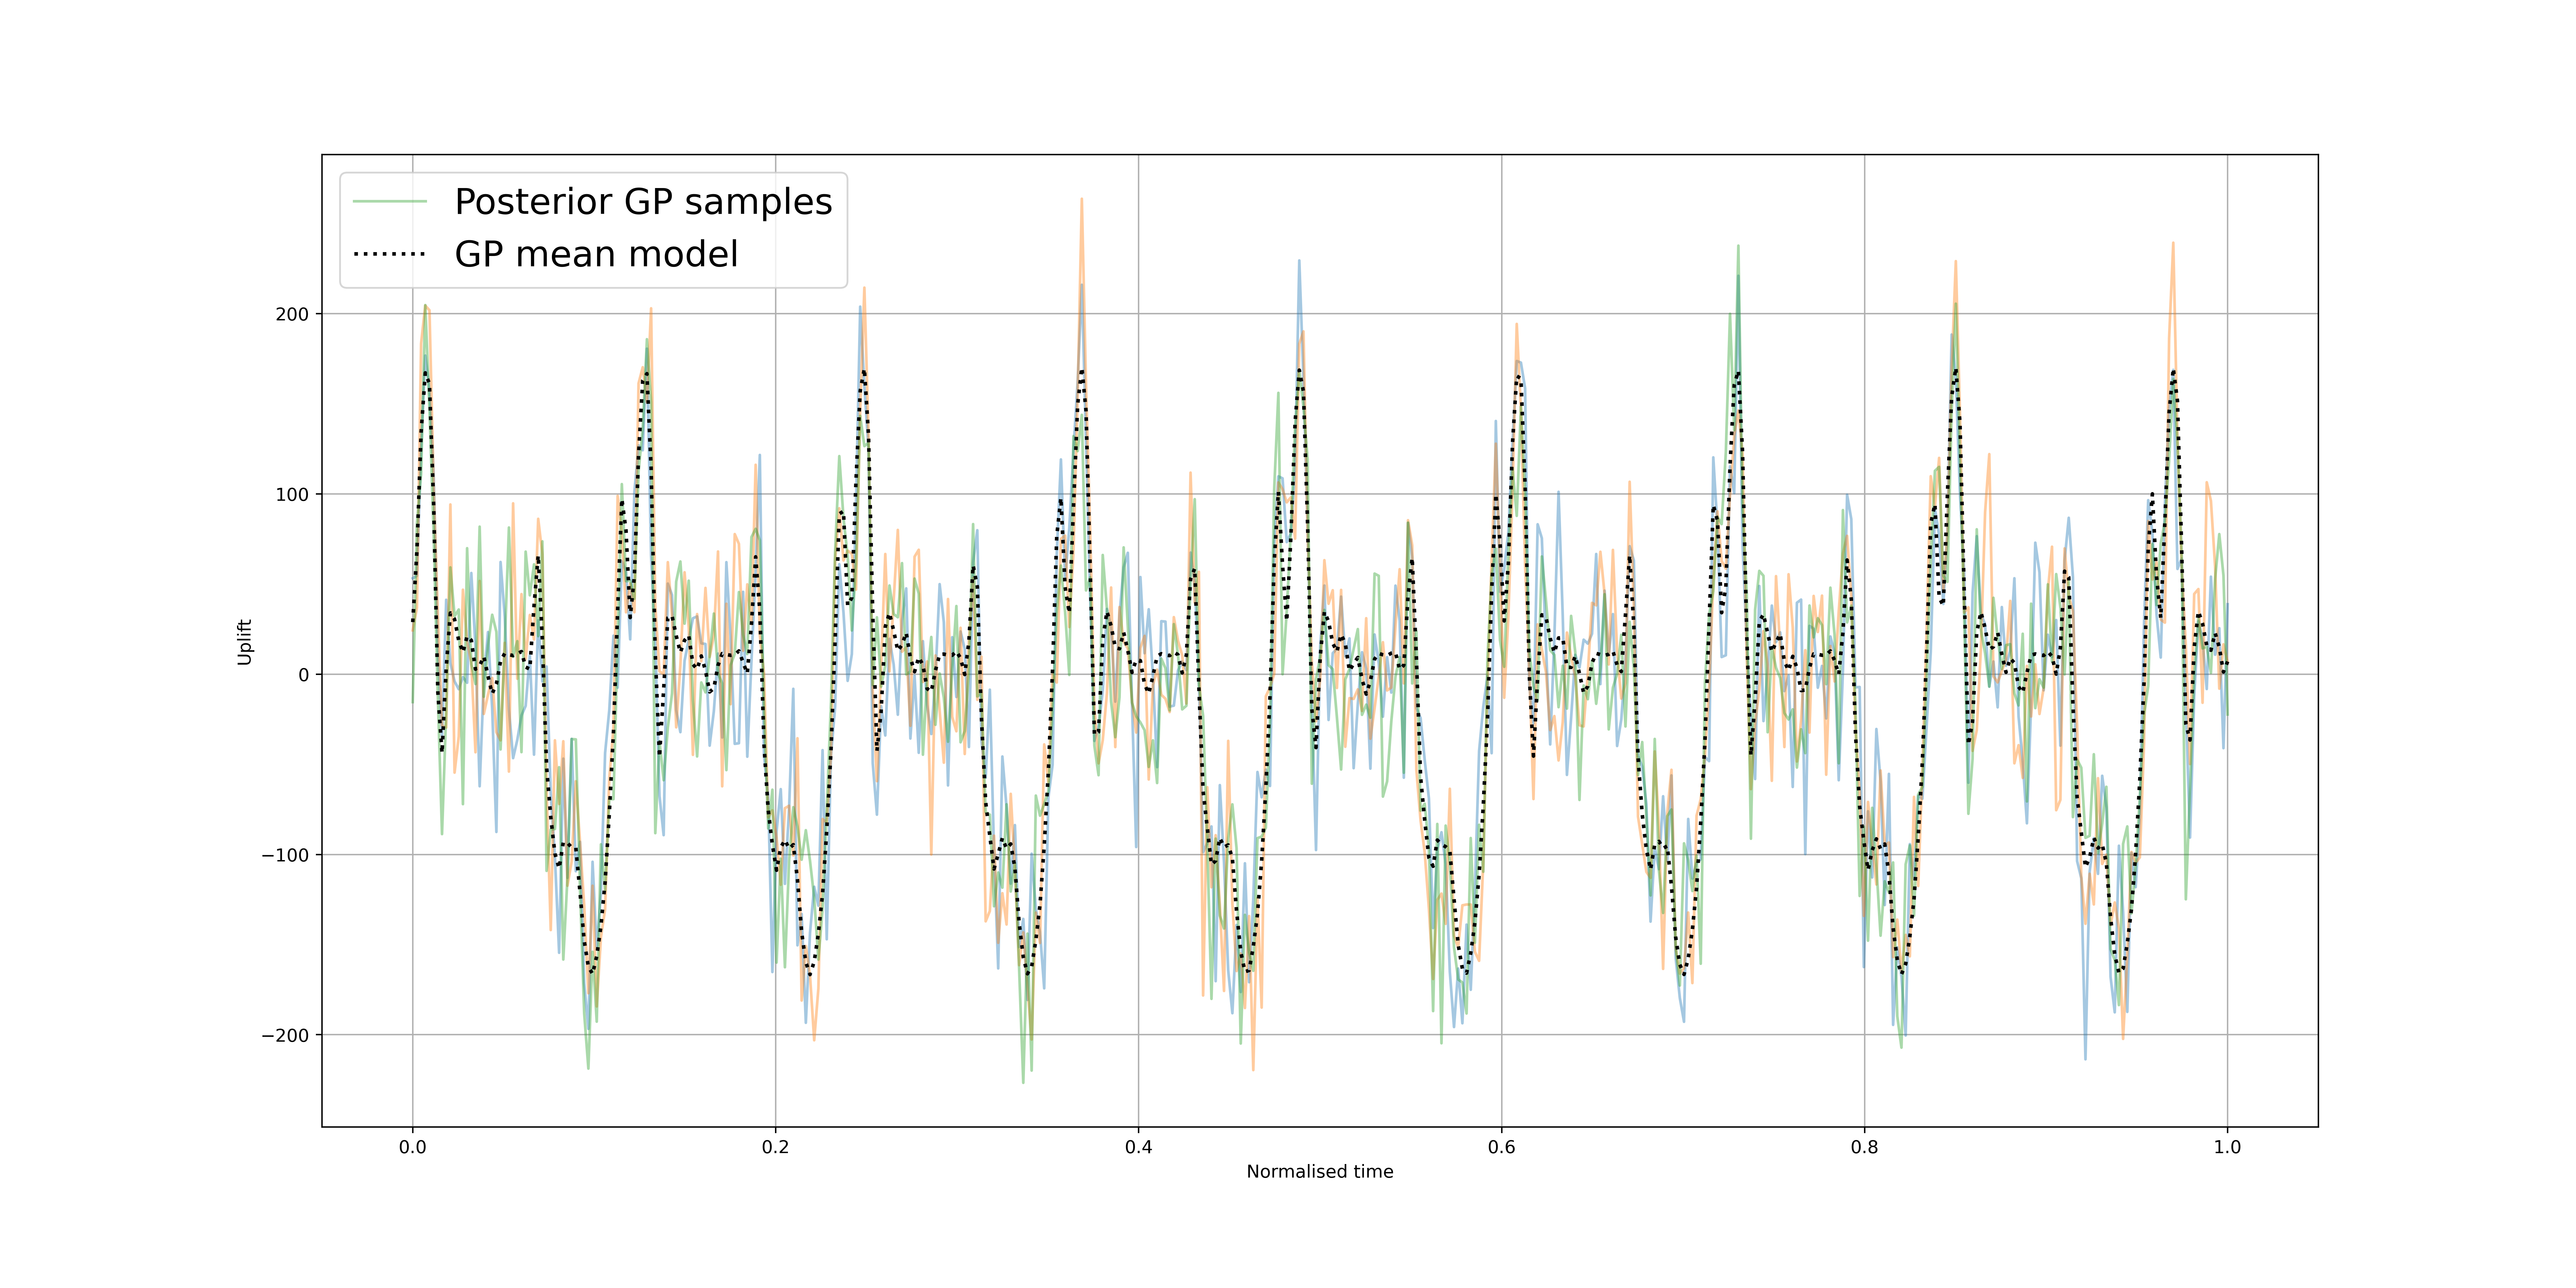 Posterior GP samples
GP mean model
200
100
0
−100
−200
Uplift
0.0 0.2 0.4 0.6 0.8 1.0
Normalised time